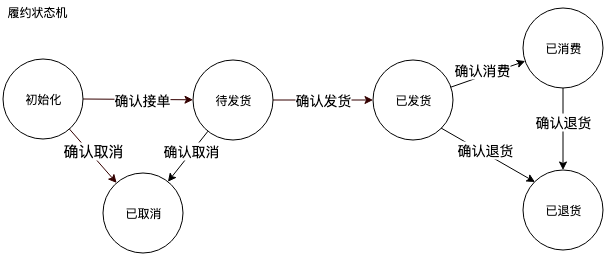 履约状态机
已消费
确认消费
初始化
确认接单
待发货
确认发货
已发货
确认退货
确认取消
确认取消
确认退货
已取消
已退货